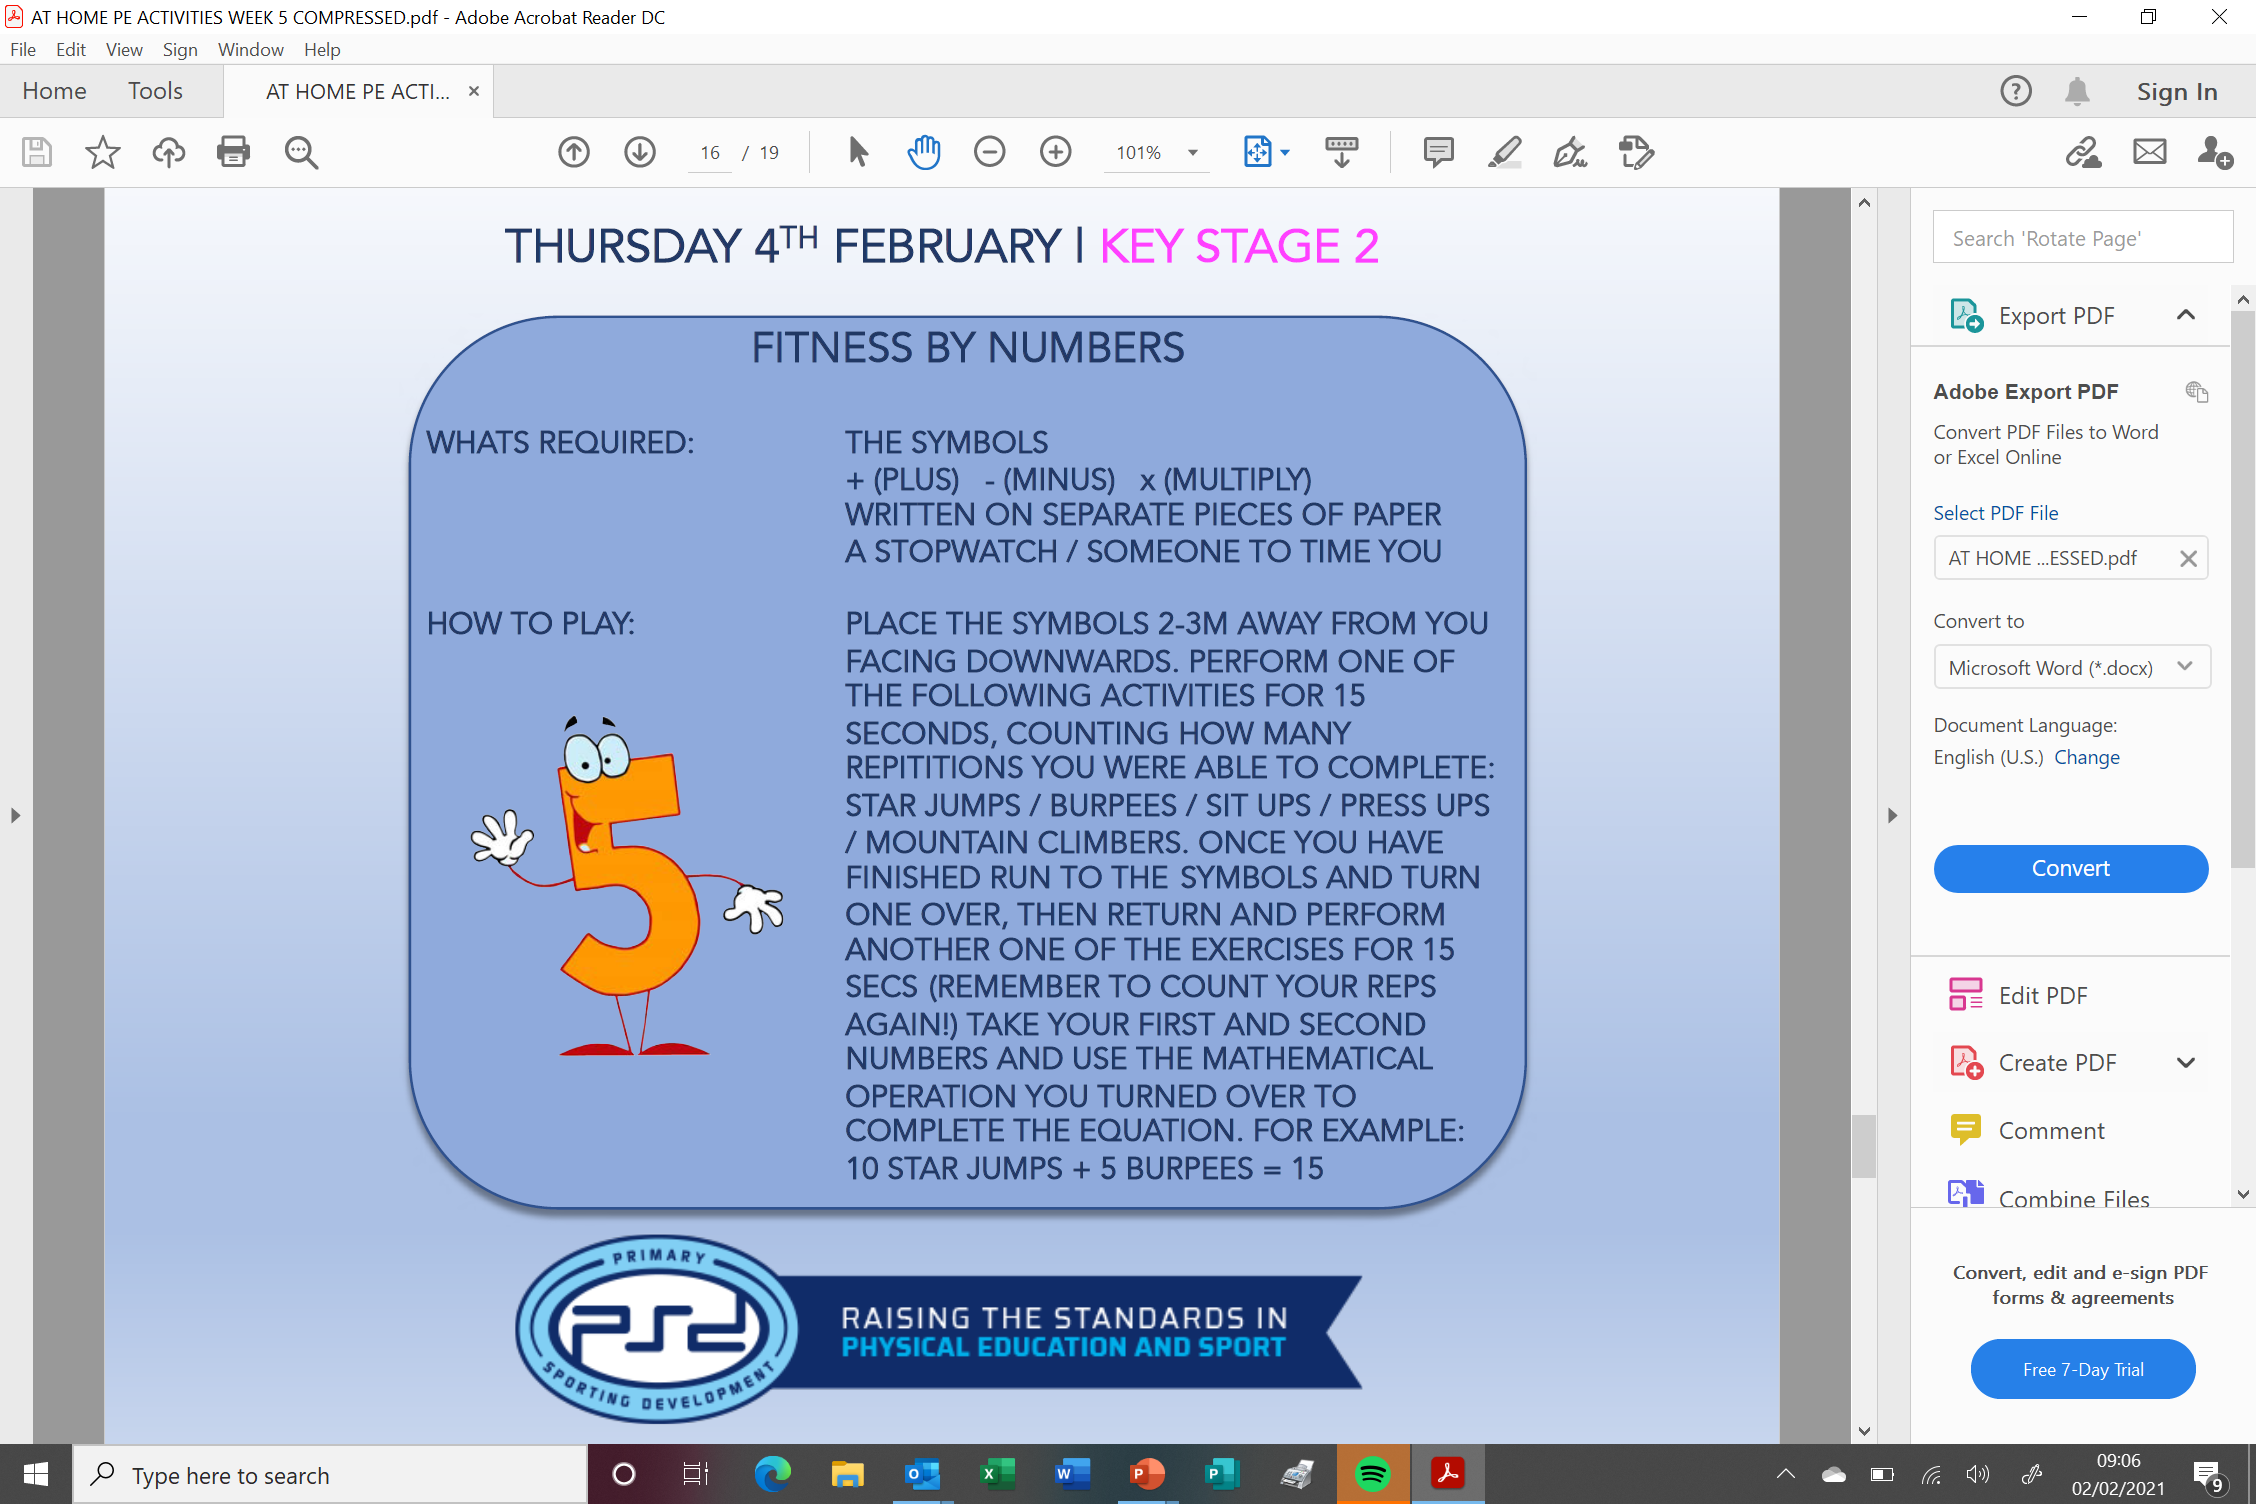 AT HOME PE ACTIVITIES WEEK 5 COMPRESSED.pdf - Adobe Acrobat Reader DC
File Edit View Sign Window Help
Home Tools AT HOME PE ACTI... × Sign In
16 / 19 101%
THURSDAY 4TH FEBRUARY | KEY STAGE 2
FITNESS BY NUMBERS
WHATS REQUIRED: THE SYMBOLS
+ (PLUS) - (MINUS) x (MULTIPLY)
WRITTEN ON SEPARATE PIECES OF PAPER
A STOPWATCH / SOMEONE TO TIME YOU
HOW TO PLAY: PLACE THE SYMBOLS 2-3M AWAY FROM YOU
FACING DOWNWARDS. PERFORM ONE OF
THE FOLLOWING ACTIVITIES FOR 15
SECONDS, COUNTING HOW MANY
REPITITIONS YOU WERE ABLE TO COMPLETE:
STAR JUMPS / BURPEES / SIT UPS / PRESS UPS
/ MOUNTAIN CLIMBERS. ONCE YOU HAVE
FINISHED RUN TO THE SYMBOLS AND TURN
ONE OVER, THEN RETURN AND PERFORM
ANOTHER ONE OF THE EXERCISES FOR 15
SECS (REMEMBER TO COUNT YOUR REPS
AGAIN!) TAKE YOUR FIRST AND SECOND
NUMBERS AND USE THE MATHEMATICAL
OPERATION YOU TURNED OVER TO
COMPLETE THE EQUATION. FOR EXAMPLE:
10 STAR JUMPS + 5 BURPEES = 15
5
PRIMARY
PSD
SPORTING DEVELOPMENT
RAISING THE STANDARDS IN
PHYSICAL EDUCATION AND SPORT
Search 'Rotate Page'
Export PDF
Adobe Export PDF
Convert PDF Files to Word
or Excel Online
Select PDF File
AT HOME ...ESSED.pdf
Convert to
Microsoft Word (*.docx)
Document Language:
English (U.S.) Change
Convert
Edit PDF
Create PDF
Comment
Combine Files
Convert, edit and e-sign PDF
forms & agreements
Free 7-Day Trial
Type here to search
09:06
02/02/2021
9